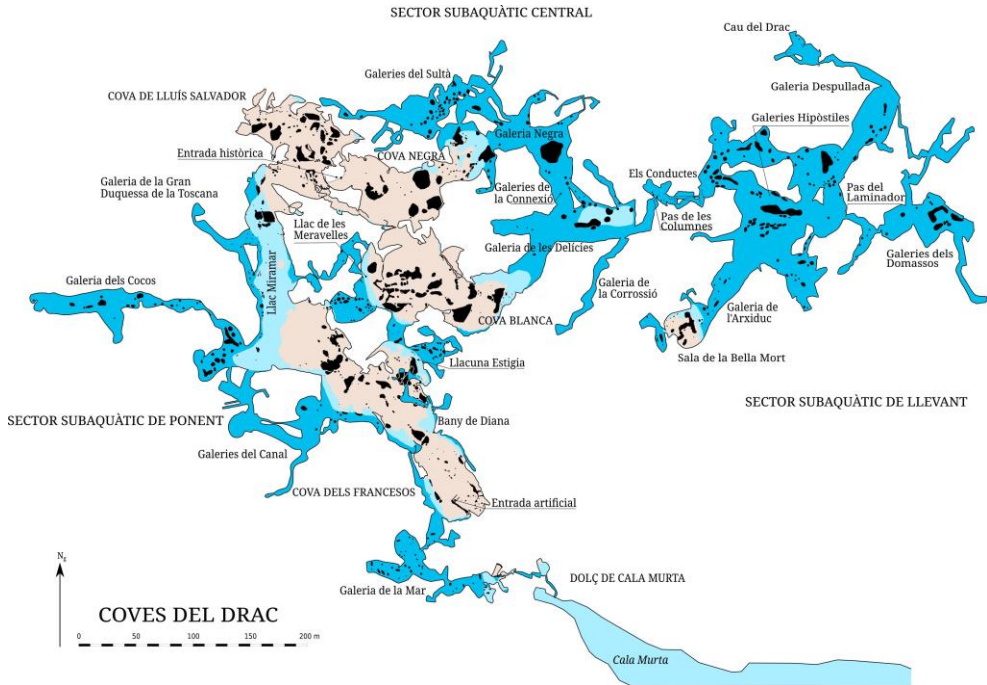 SECTOR SUBAQUÀTIC CENTRAL
Cau del Drac
Galeries del Sultà
Galeria Despullada
COVA DE LLUÍS SALVADOR
Galeries Hipòstiles
Galeria Negra
Entrada històrica
COVA NEGRA
Els Conductes
Galeria de la Gran
Duquessa de la Toscana
Galeries de
la Connexió
Pas del
Laminador
Llac de les
Meravelles
Pas de les
Columnes
Galeria de les Delícies
Galeries dels
Domassos
Galeria dels Cocos
Llac Miramar
Galeria de
la Corrossió
Galeria de
l'Arxiduc
COVA BLANCA
Llacuna Estigia
Sala de la Bella Mort
SECTOR SUBAQUÀTIC DE LLEVANT
SECTOR SUBAQUÀTIC DE PONENT
Bany de Diana
Galeries del Canal
COVA DELS FRANCESOS
Entrada artificial
Galeria de la Mar
DOLÇ DE CALA MURTA
COVES DEL DRAC
0 50 100 150 200 m
Cala Murta